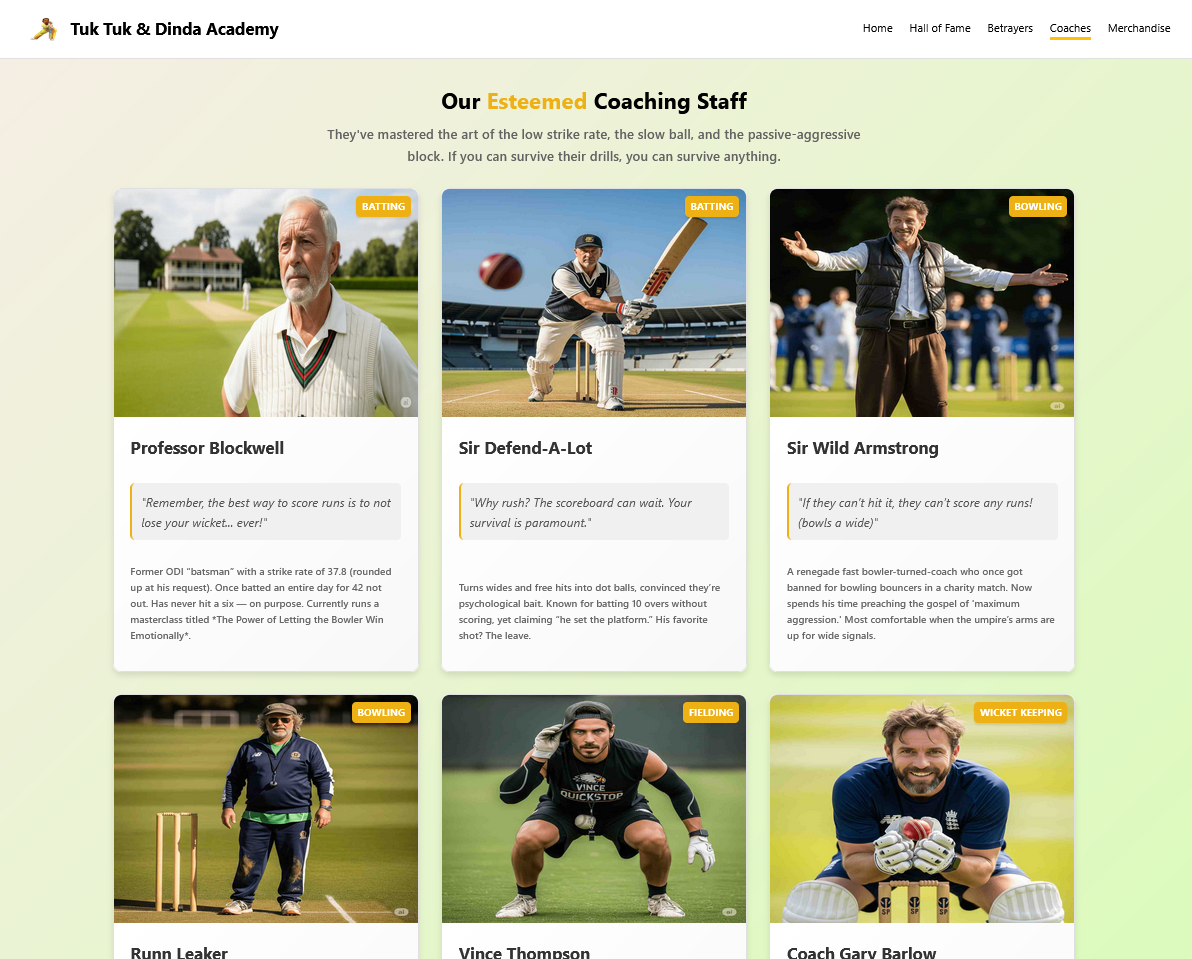 Tuk Tuk & Dinda Academy
Home
Hall of Fame
Betrayers
Coaches
Merchandise
Our Esteemed Coaching Staff
They've mastered the art of the low strike rate, the slow ball, and the passive-aggressive
block. If you can survive their drills, you can survive anything.
BATTING
BATTING
BOWLING
Professor Blockwell
"Remember, the best way to score runs is to not
lose your wicket... ever!"
Former ODI “batsman” with a strike rate of 37.8 (rounded
up at his request). Once batted an entire day for 42 not
out. Has never hit a six — on purpose. Currently runs a
masterclass titled *The Power of Letting the Bowler Win
Emotionally*.
Sir Defend-A-Lot
"Why rush? The scoreboard can wait. Your
survival is paramount."
Turns wides and free hits into dot balls, convinced they’re
psychological bait. Known for batting 10 overs without
scoring, yet claiming “he set the platform.” His favorite
shot? The leave.
Sir Wild Armstrong
"If they can't hit it, they can't score any runs!
(bowls a wide)"
A renegade fast bowler-turned-coach who once got
banned for bowling bouncers in a charity match. Now
spends his time preaching the gospel of 'maximum
aggression.' Most comfortable when the umpire’s arms are
up for wide signals.
BOWLING
FIELDING
WICKET KEEPING
VINCE
QUICKSTOP
SP
SP
Runn Leaker
Vince Thompson
Coach Gary Barlow